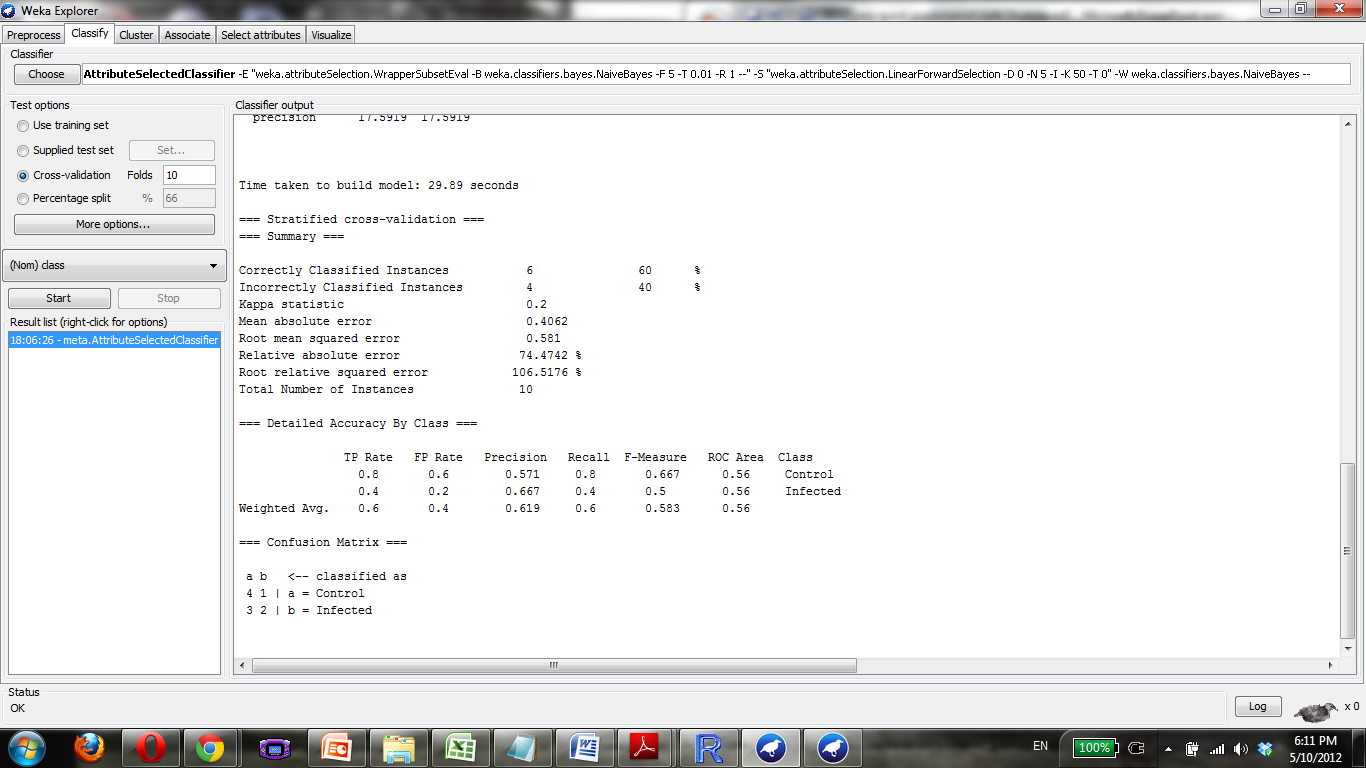 Weka Explorer
Preprocess Classify Cluster Associate Select attributes Visualize
Classifier
Choose AttributeSelectedClassifier -E "weka.attributeSelection.WrapperSubsetEval -B weka.classifiers.bayes.NaiveBayes -F 5 -T 0.01 -R 1 --" -S "weka.attributeSelection.LinearForwardSelection -D 0 -N 5 -I -K 50 -T 0" -W weka.classifiers.bayes.NaiveBayes --
Test options
Use training set
Supplied test set Set...
Cross-validation Folds 10
Percentage split % 66
More options...
(Nom) class
Start Stop
Result list (right-click for options)
18:06:26 - meta.AttributeSelectedClassifier
Classifier output
precision 17.5919 17.5919
Time taken to build model: 29.89 seconds
=== Stratified cross-validation ===
=== Summary ===
Correctly Classified Instances 6 60 %
Incorrectly Classified Instances 4 40 %
Kappa statistic 0.2
Mean absolute error 0.4062
Root mean squared error 0.581
Relative absolute error 74.4742 %
Root relative squared error 106.5176 %
Total Number of Instances 10
=== Detailed Accuracy By Class ===
TP Rate FP Rate Precision Recall F-Measure ROC Area Class
0.8 0.6 0.571 0.8 0.667 0.56 Control
0.4 0.2 0.667 0.4 0.5 0.56 Infected
Weighted Avg. 0.6 0.4 0.619 0.6 0.583 0.56
=== Confusion Matrix ===
a b <-- classified as
4 1 | a = Control
3 2 | b = Infected
Status
OK
Log x 0
EN 100% 6:11 PM
5/10/2012